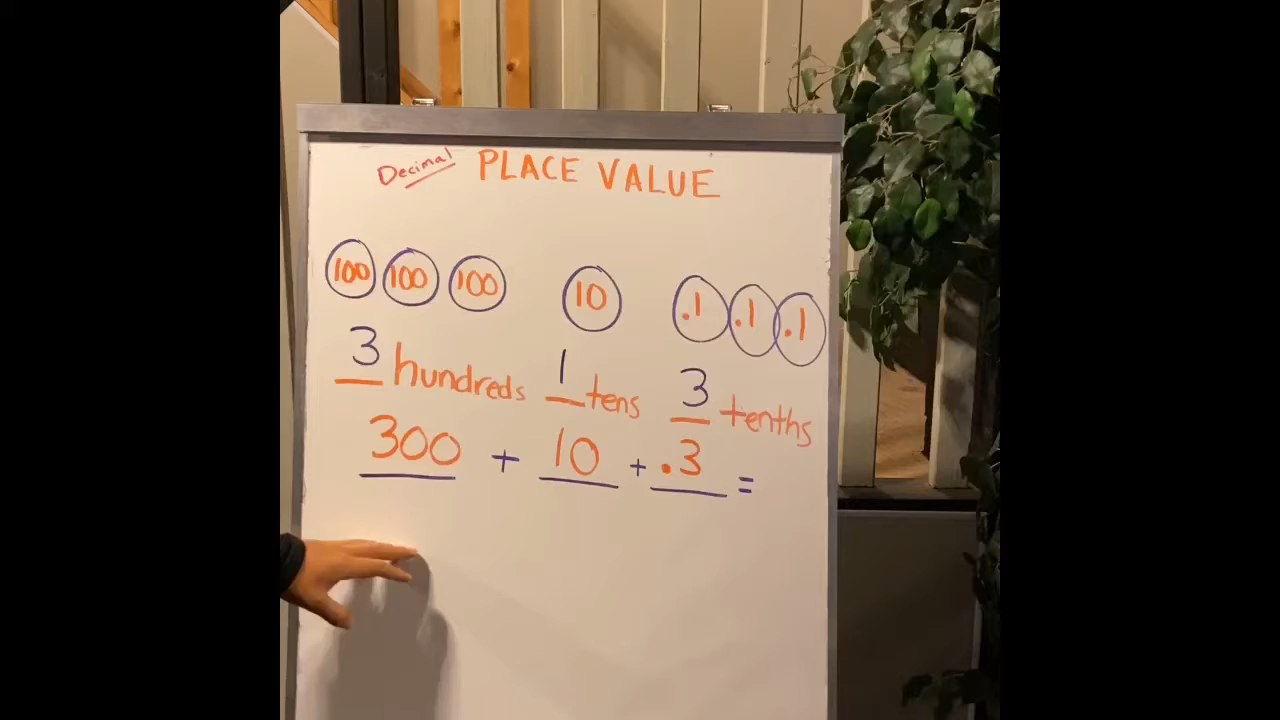 Decimal PLACE VALUE
100 100 100 10 .1 .1 .1
3 hundreds 1 tens 3 tenths
300 + 10 + .3 =